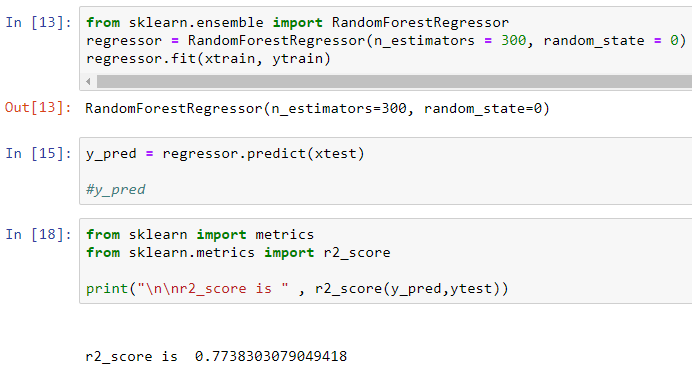 In [13]: from sklearn.ensemble import RandomForestRegressor
regressor = RandomForestRegressor(n_estimators = 300, random_state = 0)
regressor.fit(xtrain, ytrain)
Out[13]: RandomForestRegressor(n_estimators=300, random_state=0)
In [15]: y_pred = regressor.predict(xtest)
#y_pred
In [18]: from sklearn import metrics
from sklearn.metrics import r2_score
print("\n\nr2_score is " , r2_score(y_pred,ytest))
r2_score is  0.7738303079049418